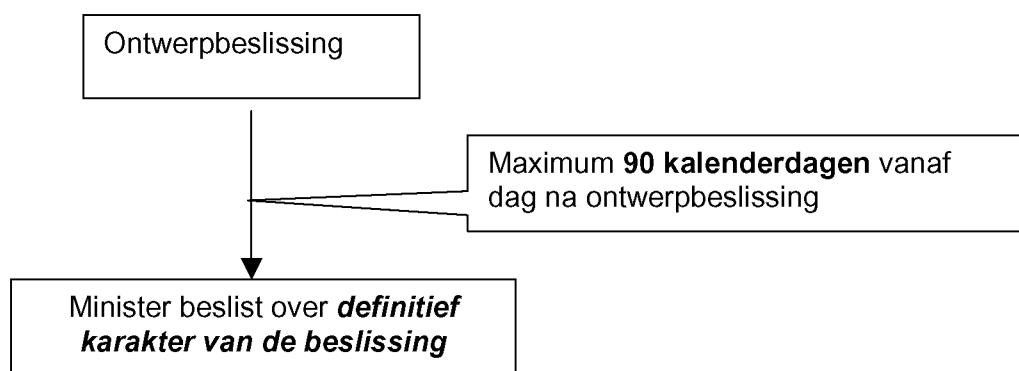 Ontwerpbeslissing
Maximum 90 kalenderdagen vanaf
dag na ontwerpbeslissing
Minister beslist over definitief
karakter van de beslissing